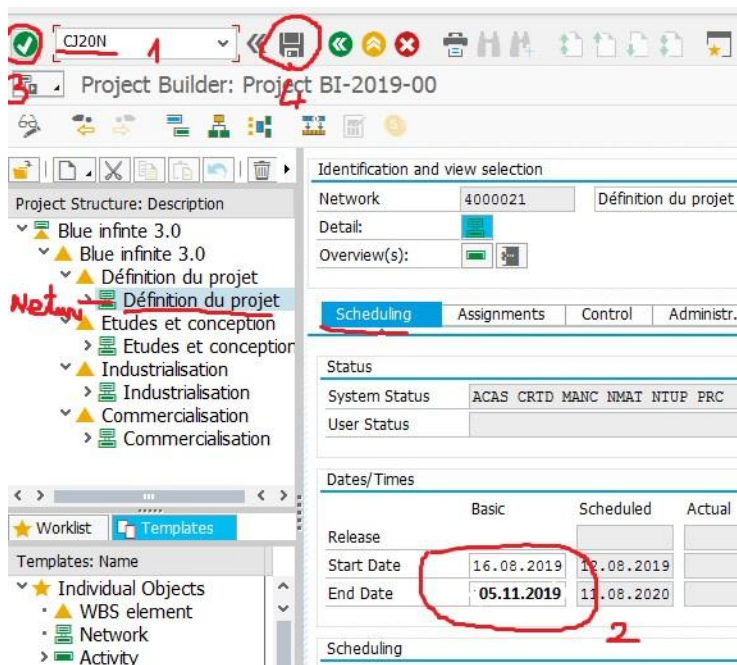 CJ20N 1
3 4
Project Builder: Project BI-2019-00
Project Structure: Description
Blue infinte 3.0
Blue infinite 3.0
Définition du projet
Netw Définition du projet
Etudes et conception
Etudes et conception
Industrialisation
Industrialisation
Commercialisation
Commercialisation
Worklist Templates
Templates: Name
Individual Objects
WBS element
Network
Activity
Identification and view selection
Network 4000021 Définition du projet
Detail:
Overview(s):
Scheduling Assignments Control Administr.
Status
System Status ACAS CRTD MANC NMAT NTUP PRC
User Status
Dates/Times
Basic Scheduled Actual
Release
Start Date 16.08.2019 12.08.2019
End Date 05.11.2019 11.08.2020
2
Scheduling